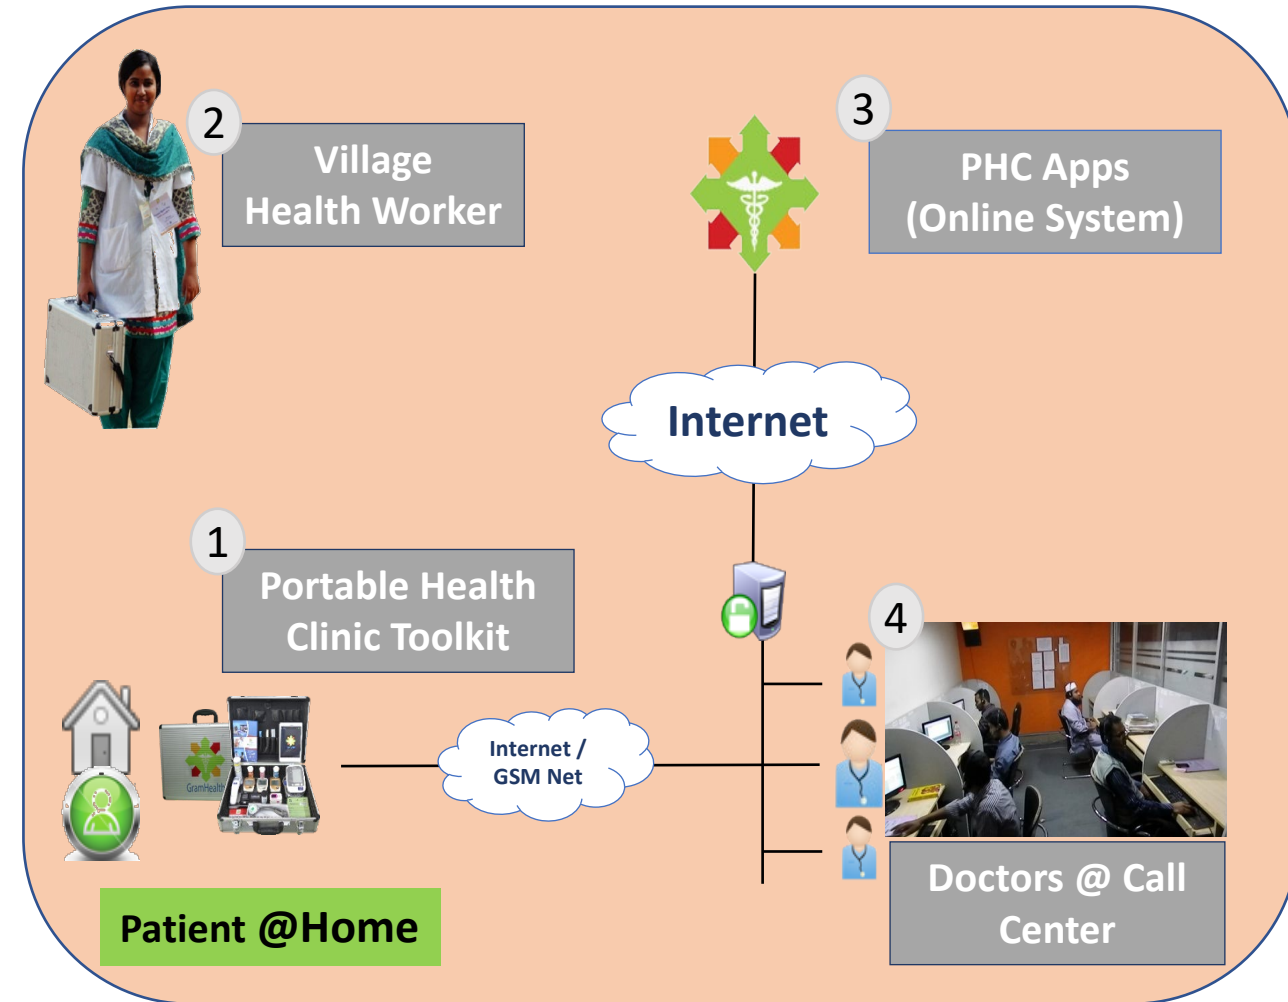 2
Village
Health Worker
3
PHC Apps
(Online System)
Internet
1
Portable Health
Clinic Toolkit
GramHealth
Internet /
GSM Net
4
Doctors @ Call
Center
Patient @Home